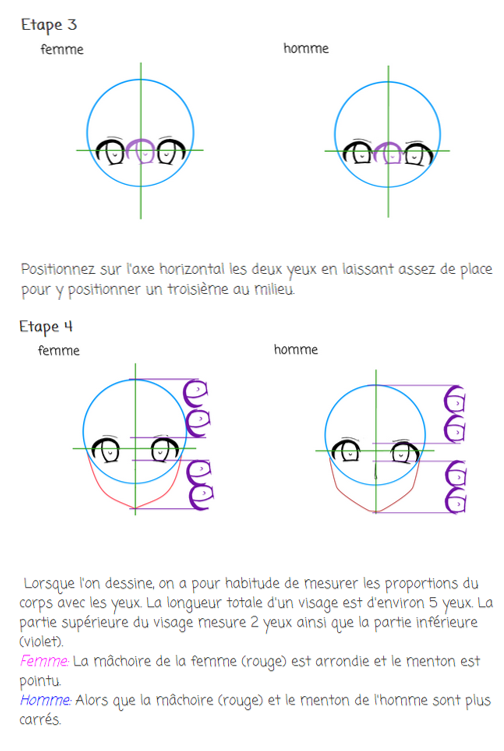 Etape 3
femme
homme
Positionnez sur l'axe horizontal les deux yeux en laissant assez de place
pour y positionner un troisième au milieu.
Etape 4
femme
homme
Lorsque l'on dessine, on a pour habitude de mesurer les proportions du
corps avec les yeux. La longueur totale d'un visage est d'environ 5 yeux. La
partie supérieure du visage mesure 2 yeux ainsi que la partie inférieure
(violet).
Femme: La mâchoire de la femme (rouge) est arrondie et le menton est
pointu.
Homme: Alors que la mâchoire (rouge) et le menton de l'homme sont plus
carrés.